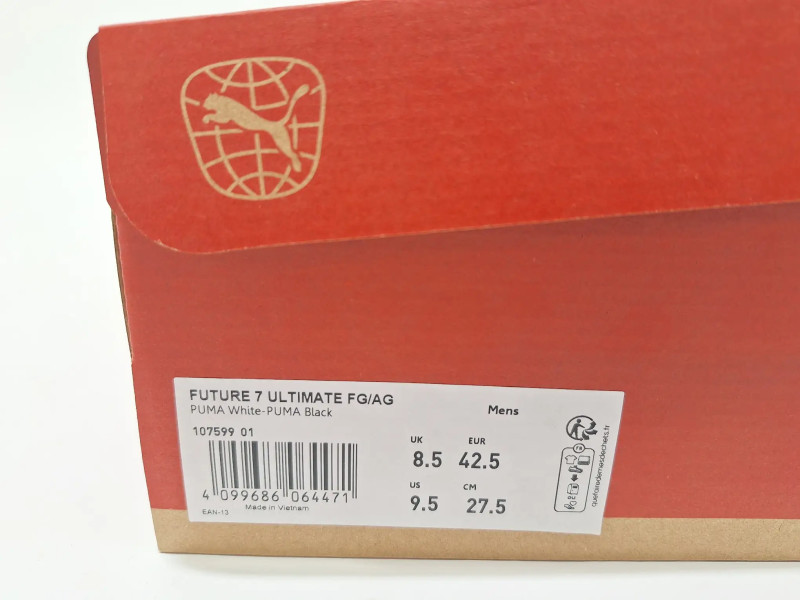 FUTURE 7 ULTIMATE FG/AG
PUMA White-PUMA Black
Mens
107599 01
UK EUR
8.5 42.5
US CM
9.5 27.5
4 099686 064471
Made in Vietnam
EAN-13
quefairedemesdechets.fr
FR